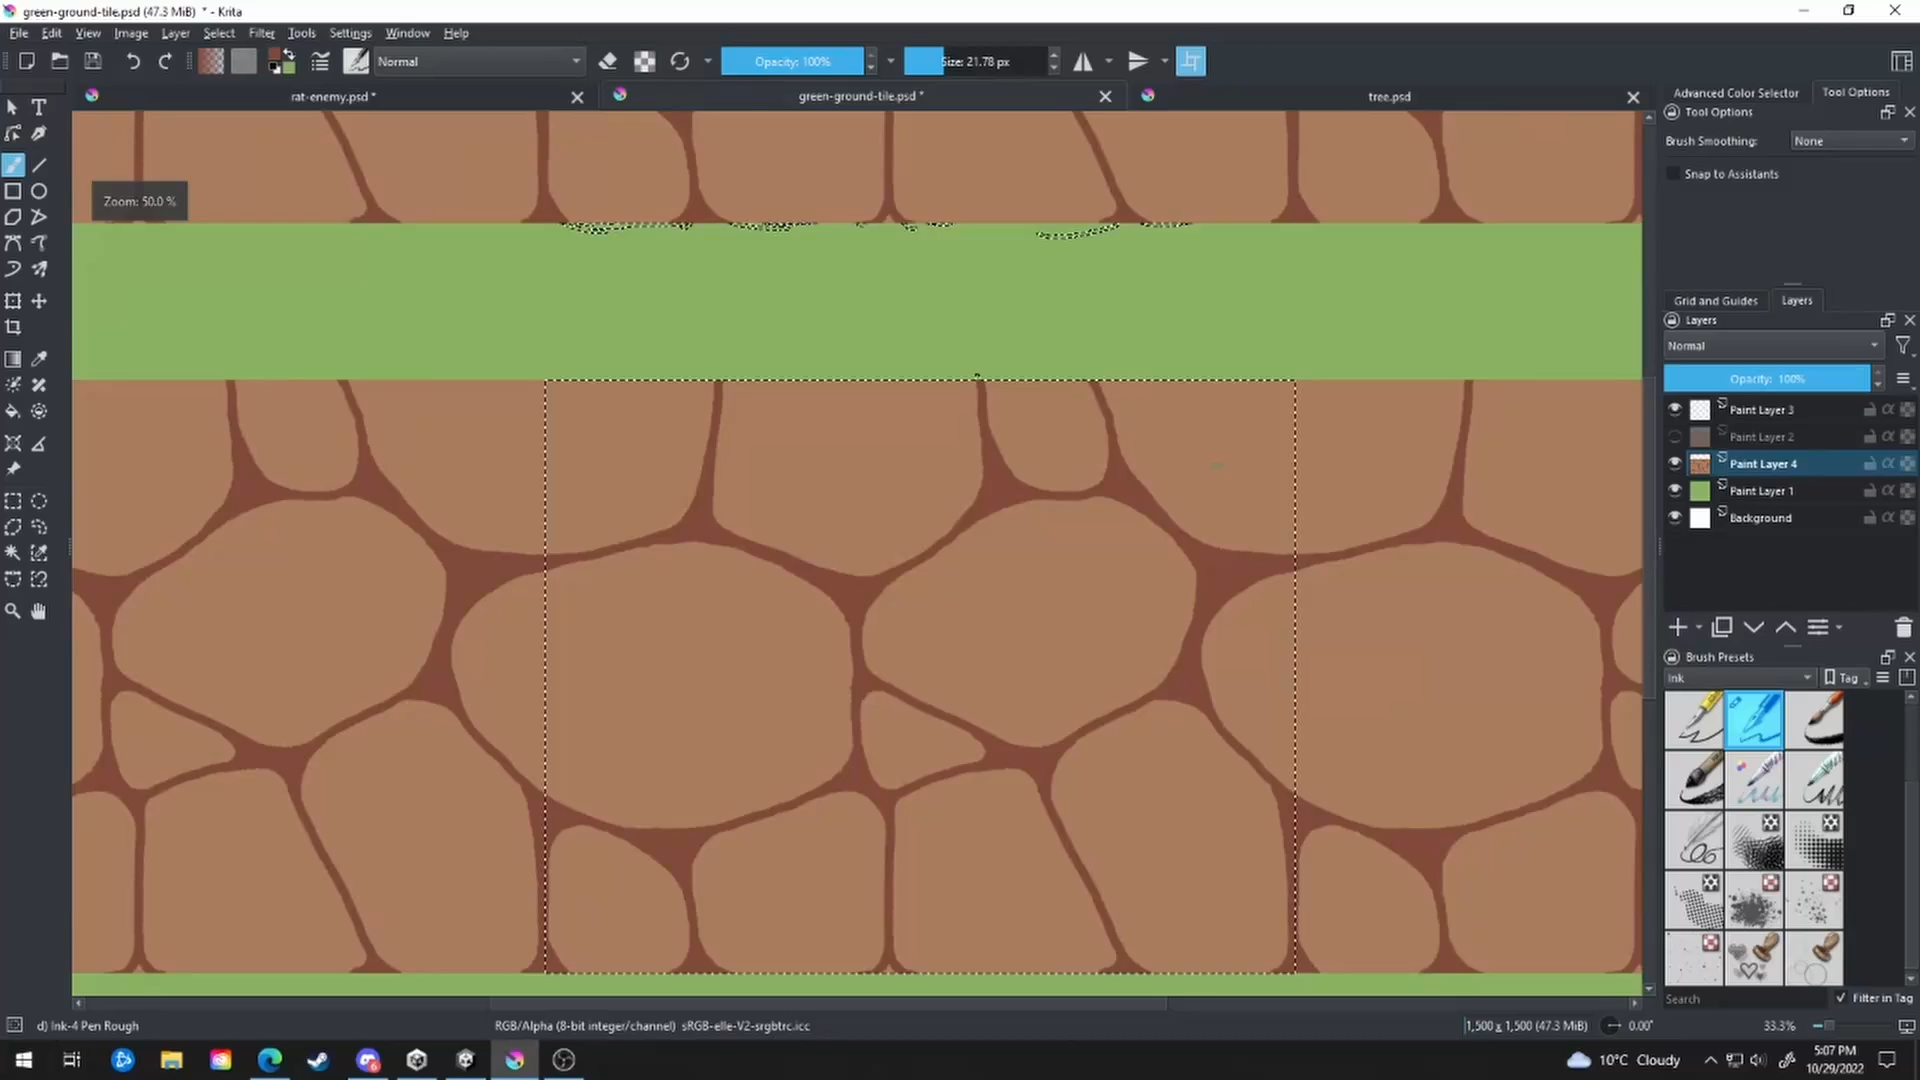 green-ground-tile.psd (47.3 MiB) * - Krita
File Edit View Image Layer Filter Select Tools Settings Window Help
Normal
Opacity: 100%
Size: 21.78 px
rat-enemy.psd *
green-ground-tile.psd *
tree.psd
Advanced Color Selector
Tool Options
Tool Options
Brush Smoothing:
None
Snap to Assistants
Zoom: 50.0 %
Grid and Guides
Layers
Layers
Normal
Opacity: 100%
Paint Layer 3
Paint Layer 2
Paint Layer 4
Paint Layer 1
Background
Brush Presets
Ink
Tag
Search
Filter in Tag
d) Ink-4 Pen Rough
RGB/Alpha (8-bit integer/channel) sRGB-elle-V2-srgbtrc.icc
1,500 x 1,500 (47.3 MiB)
0.00°
33.3%
10°C Cloudy
5:07 PM
10/29/2022